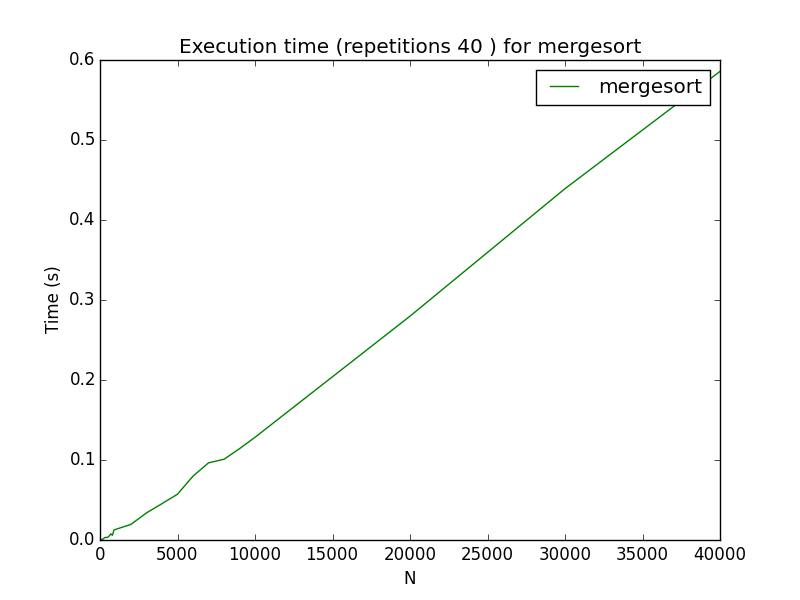 Execution time (repetitions 40 ) for mergesort
mergesort
0.6
0.5
0.4
0.3
0.2
0.1
0.0
Time (s)
0 5000 10000 15000 20000 25000 30000 35000 40000
N